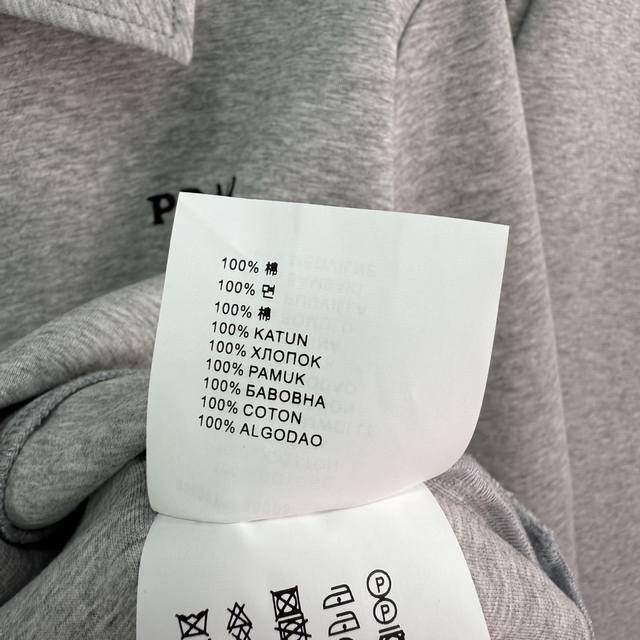 100% 棉
100% 면
100% 棉
100% KATUN
100% ХЛОПОК
100% PAMUK
100% БАВОВНА
100% COTON
100% ALGODAO
P
P